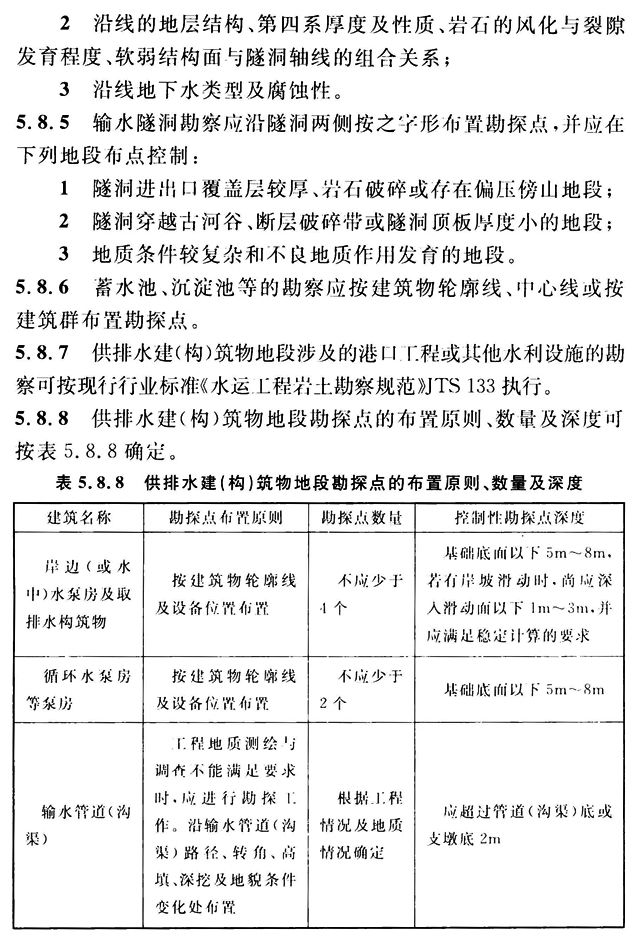 2 沿线的地层结构、第四系厚度及性质、岩石的风化与裂隙
发育程度、软弱结构面与隧洞轴线的组合关系；
3 沿线地下水类型及腐蚀性。
5.8.5 输水隧洞勘察应沿隧洞两侧按之字形布置勘探点，并应在
下列地段布点控制：
1 隧洞进出口覆盖层较厚、岩石破碎或存在偏压傍山地段；
2 隧洞穿越古河谷、断层破碎带或隧洞顶板厚度小的地段；
3 地质条件较复杂和不良地质作用发育的地段。
5.8.6 蓄水池、沉淀池等的勘察应按建筑物轮廓线、中心线或按
建筑群布置勘探点。
5.8.7 供排水建(构)筑物地段涉及的港口工程或其他水利设施的勘
察可按现行行业标准《水运工程岩土勘察规范》JTS 133 执行。
5.8.8 供排水建(构)筑物地段勘探点的布置原则、数量及深度可
按表 5.8.8 确定。
表 5.8.8 供排水建(构)筑物地段勘探点的布置原则、数量及深度
建筑名称 勘探点布置原则 勘探点数量 控制性勘探点深度
岸边(或水
中)水泵房及取
排水构筑物
按建筑物轮廓线
及设备位置布置
不应少于
4 个
基础底面以下 5m～8m，
若有岸坡滑动时，尚应深
入滑动面以下 1m～3m，并
应满足稳定计算的要求
循环水泵房
等泵房
按建筑物轮廓线
及设备位置布置
不应少于
2 个
基础底面以下 5m～8m
输水管道(沟
渠)
工程地质测绘与
调查不能满足要求
时，应进行勘探工
作。沿输水管道(沟
渠)路径、转角、高
填、深挖及地貌条件
变化处布置
根据工程
情况及地质
情况确定
应超过管道(沟渠)底或
支墩底 2m